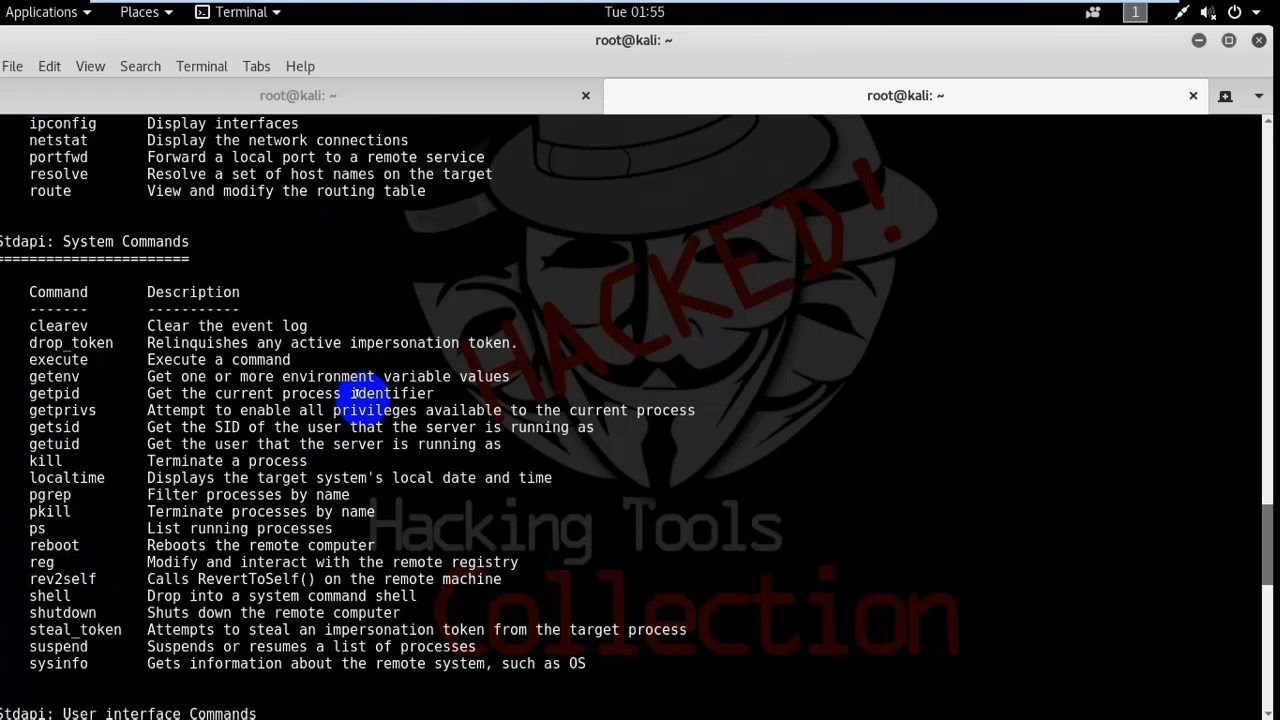 Applications Places Terminal Tue 01:55 1
root@kali: ~
File Edit View Search Terminal Tabs Help
root@kali: ~ root@kali: ~
ipconfig Display interfaces
netstat Display the network connections
portfwd Forward a local port to a remote service
resolve Resolve a set of host names on the target
route View and modify the routing table
Stdapi: System Commands
=======================
Command Description
------- -----------
clearev Clear the event log
drop_token Relinquishes any active impersonation token.
execute Execute a command
getenv Get one or more environment variable values
getpid Get the current process identifier
getprivs Attempt to enable all privileges available to the current process
getsid Get the SID of the user that the server is running as
getuid Get the user that the server is running as
kill Terminate a process
localtime Displays the target system's local date and time
pgrep Filter processes by name
pkill Terminate processes by name
ps List running processes
reboot Reboots the remote computer
reg Modify and interact with the remote registry
rev2self Calls RevertToSelf() on the remote machine
shell Drop into a system command shell
shutdown Shuts down the remote computer
steal_token Attempts to steal an impersonation token from the target process
suspend Suspends or resumes a list of processes
sysinfo Gets information about the remote system, such as OS
Stdapi: User interface Commands
HACKED!
Hacking Tools
Collection